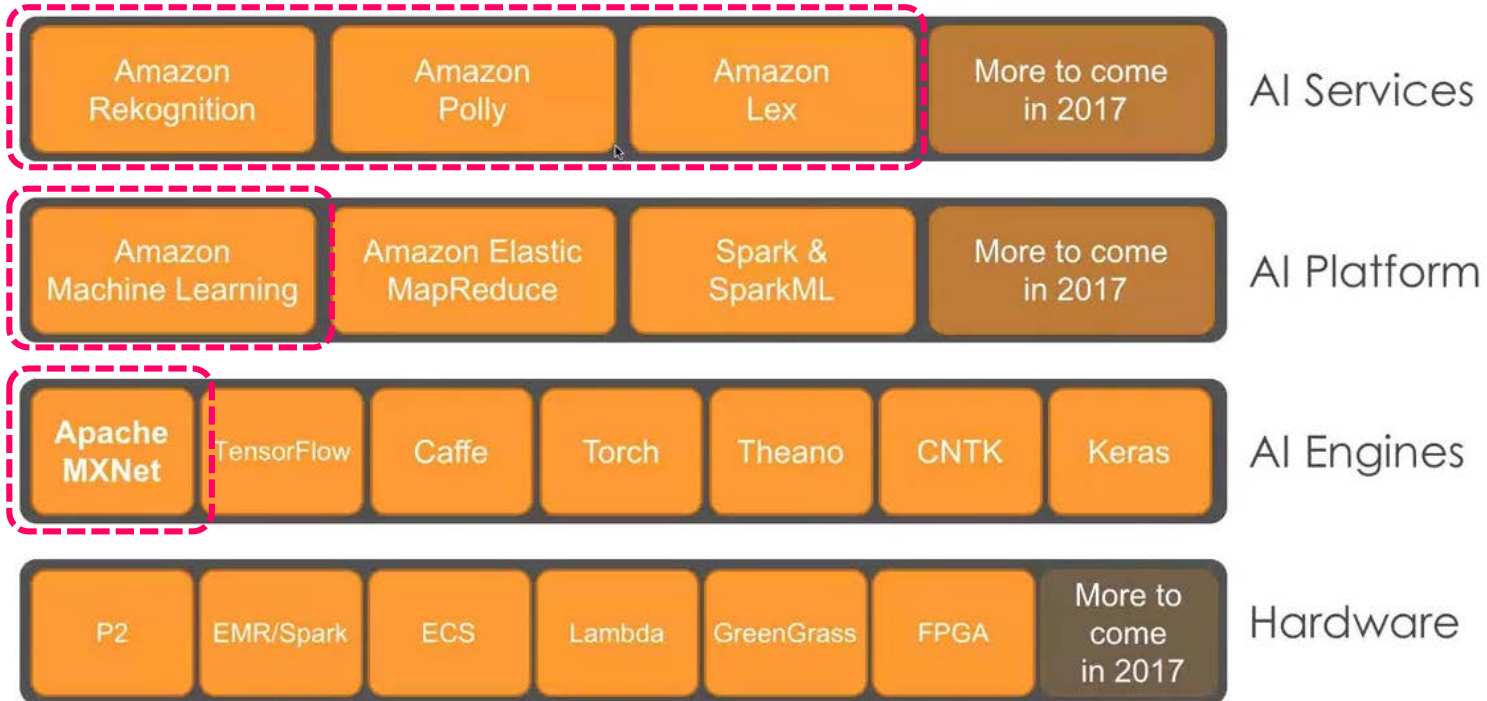 Amazon
Rekognition
Amazon
Polly
Amazon
Lex
More to come
in 2017
AI Services
Amazon
Machine Learning
Amazon Elastic
MapReduce
Spark &
SparkML
More to come
in 2017
AI Platform
Apache
MXNet
TensorFlow
Caffe
Torch
Theano
CNTK
Keras
AI Engines
P2
EMR/Spark
ECS
Lambda
GreenGrass
FPGA
More to
come
in 2017
Hardware